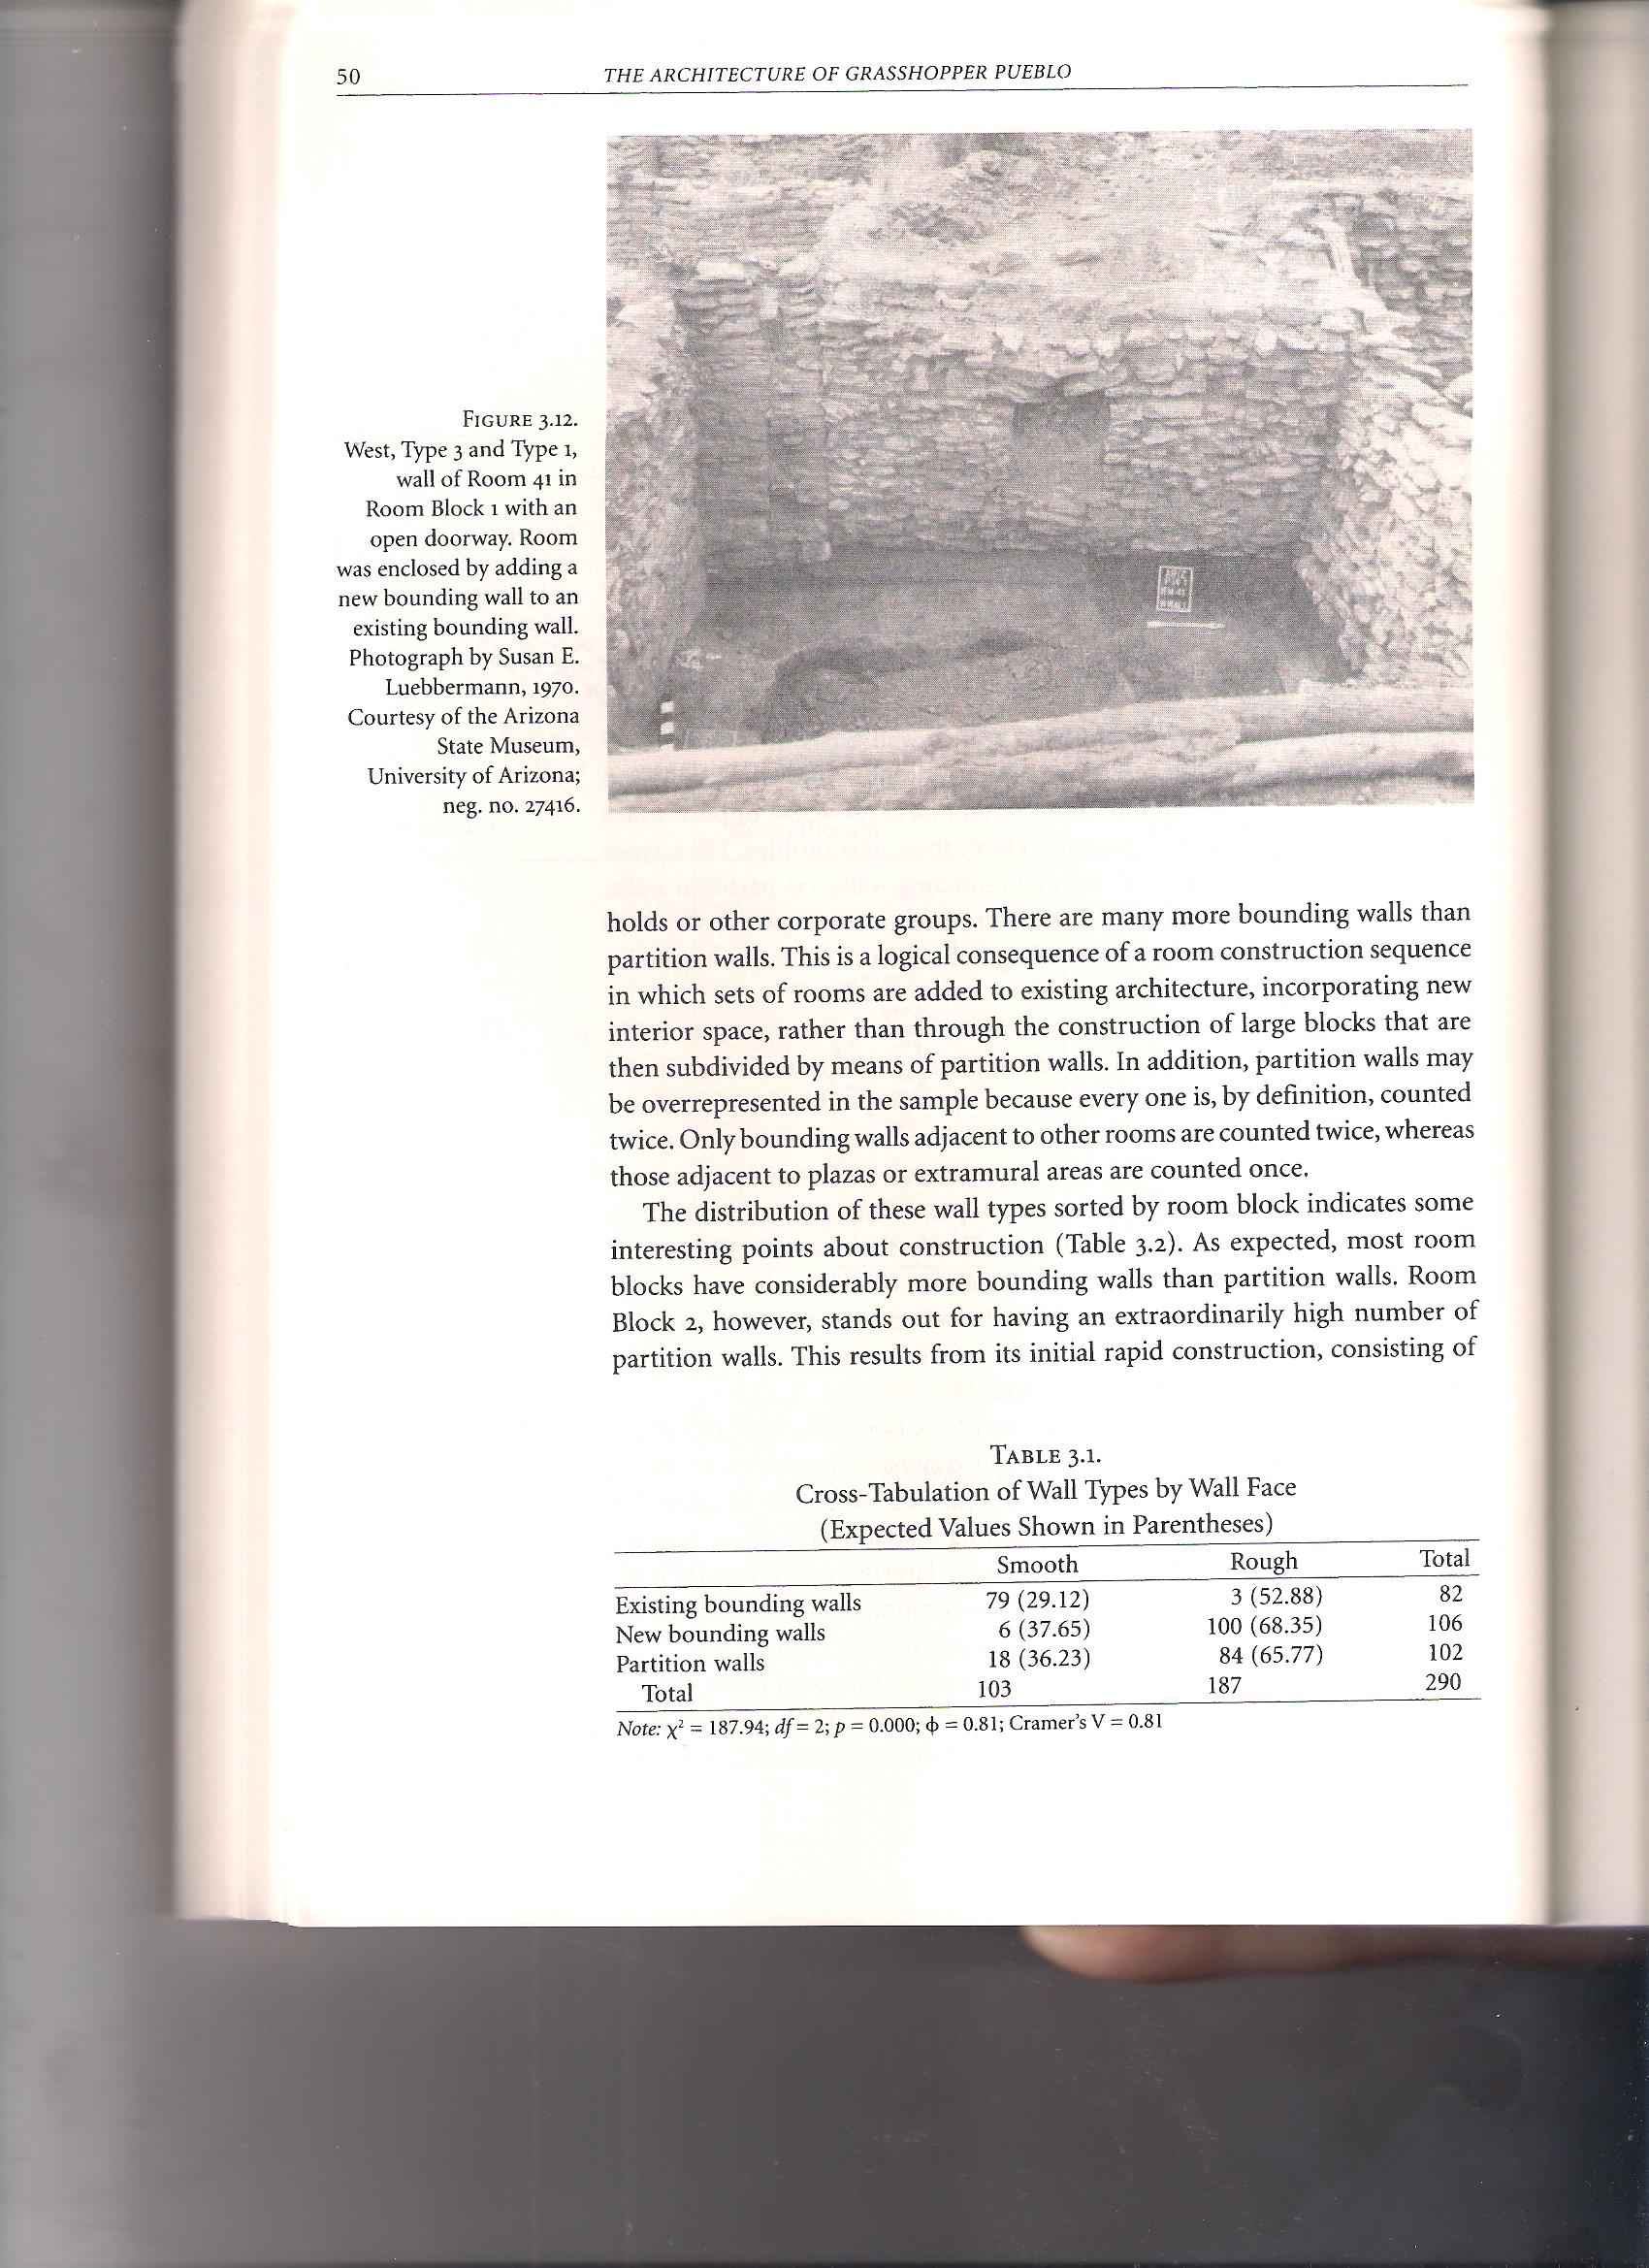 50
THE ARCHITECTURE OF GRASSHOPPER PUEBLO
FIGURE 3.12.
West, Type 3 and Type 1,
wall of Room 41 in
Room Block 1 with an
open doorway. Room
was enclosed by adding a
new bounding wall to an
existing bounding wall.
Photograph by Susan E.
Luebbermann, 1970.
Courtesy of the Arizona
State Museum,
University of Arizona;
neg. no. 27416.
holds or other corporate groups. There are many more bounding walls than
partition walls. This is a logical consequence of a room construction sequence
in which sets of rooms are added to existing architecture, incorporating new
interior space, rather than through the construction of large blocks that are
then subdivided by means of partition walls. In addition, partition walls may
be overrepresented in the sample because every one is, by definition, counted
twice. Only bounding walls adjacent to other rooms are counted twice, whereas
those adjacent to plazas or extramural areas are counted once.
The distribution of these wall types sorted by room block indicates some
interesting points about construction (Table 3.2). As expected, most room
blocks have considerably more bounding walls than partition walls. Room
Block 2, however, stands out for having an extraordinarily high number of
partition walls. This results from its initial rapid construction, consisting of
TABLE 3.1.
Cross-Tabulation of Wall Types by Wall Face
(Expected Values Shown in Parentheses)
Smooth Rough Total
Existing bounding walls 79 (29.12) 3 (52.88) 82
New bounding walls 6 (37.65) 100 (68.35) 106
Partition walls 18 (36.23) 84 (65.77) 102
Total 103 187 290
Note: χ² = 187.94; df = 2; p = 0.000; ϕ = 0.81; Cramer's V = 0.81